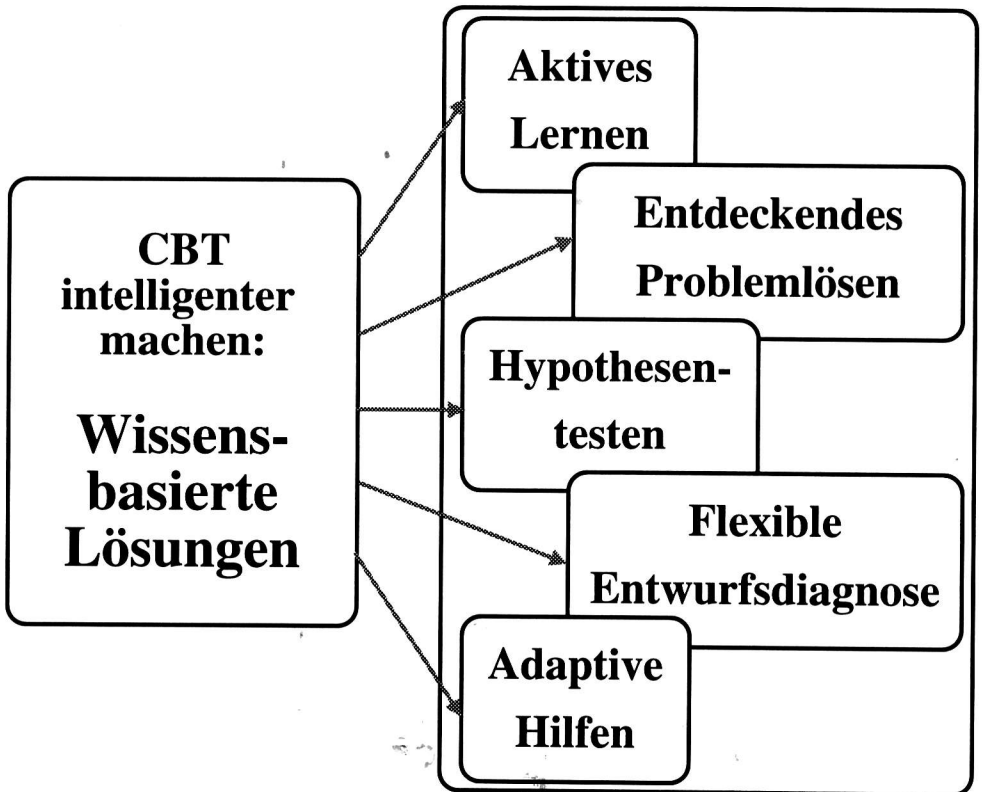 CBT
intelligenter
machen:
Wissens-
basierte
Lösungen
Aktives
Lernen
Entdeckendes
Problemlösen
Hypothesen-
testen
Flexible
Entwurfsdiagnose
Adaptive
Hilfen